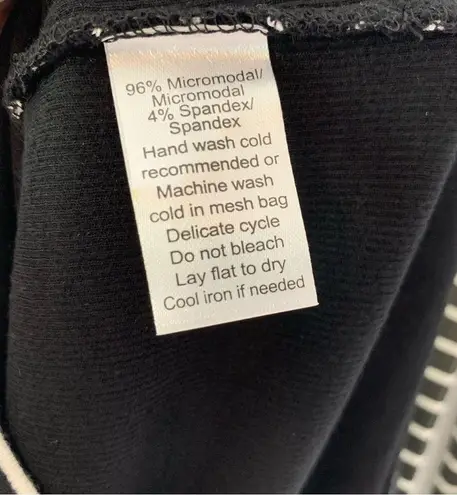 96% Micromodal/
Micromodal
4% Spandex/
Spandex
Hand wash cold
recommended or
Machine wash
cold in mesh bag
Delicate cycle
Do not bleach
Lay flat to dry
Cool iron if needed